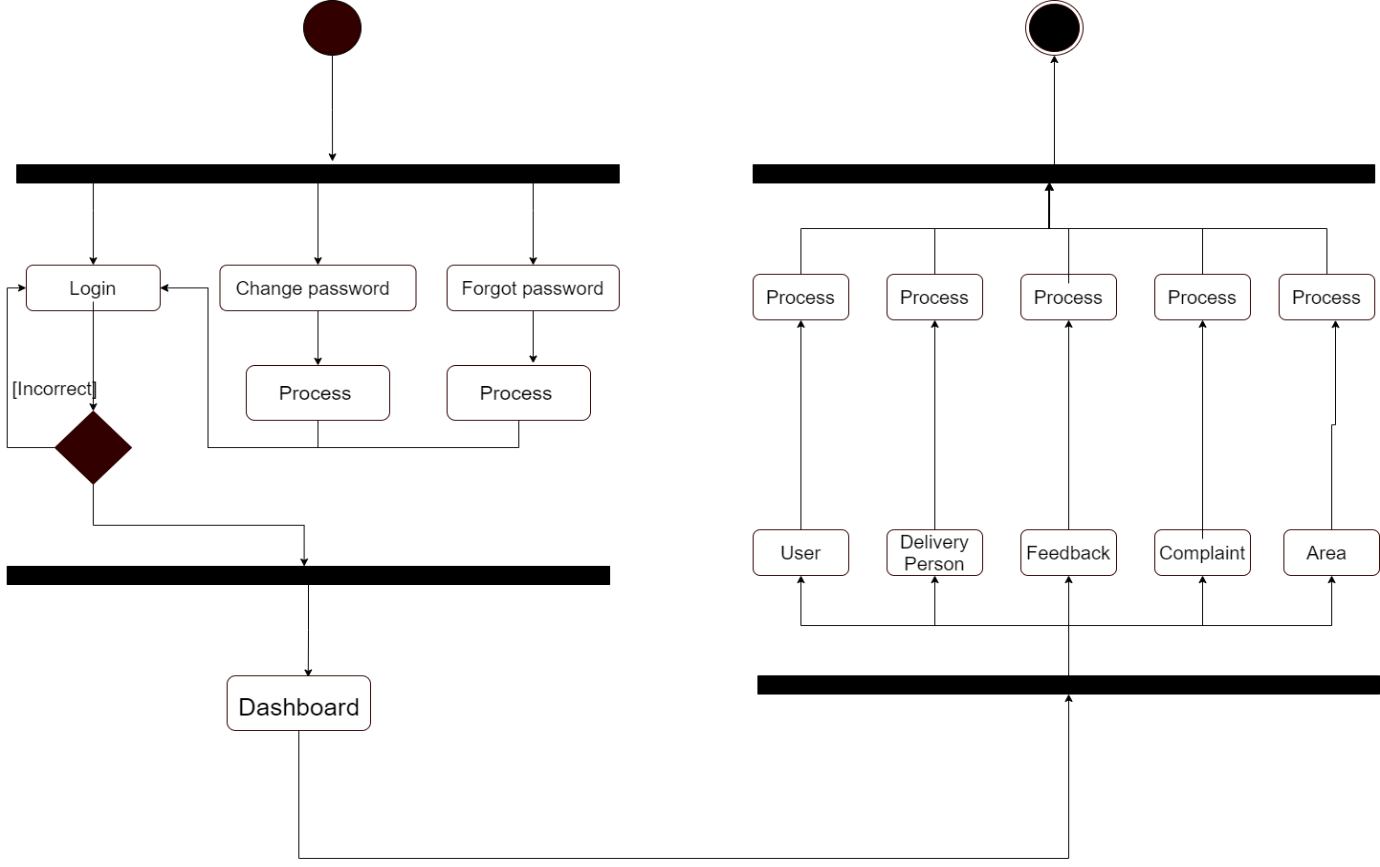 Login
Change password
Forgot password
[Incorrect]
Process
Process
Dashboard
Process
Process
Process
Process
Process
User
Delivery
Person
Feedback
Complaint
Area